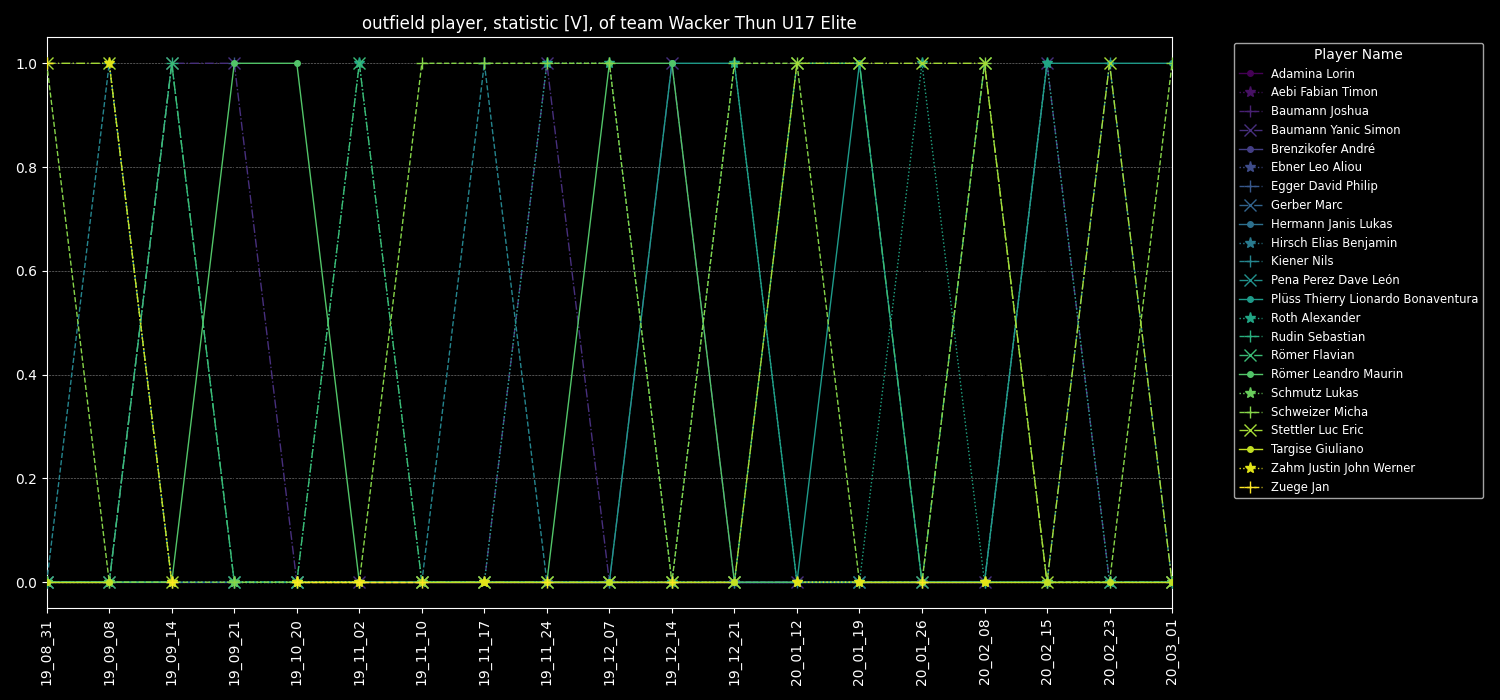 outfield player, statistic [V], of team Wacker Thun U17 Elite
1.0
0.8
0.6
0.4
0.2
0.0
19_08_31
19_09_08
19_09_14
19_09_21
19_10_20
19_11_02
19_11_10
19_11_17
19_11_24
19_12_07
19_12_14
19_12_21
20_01_12
20_01_19
20_01_26
20_02_08
20_02_15
20_02_23
20_03_01
Player Name
Adamina Lorin
Aebi Fabian Timon
Baumann Joshua
Baumann Yanic Simon
Brenzikofer André
Ebner Leo Aliou
Egger David Philip
Gerber Marc
Hermann Janis Lukas
Hirsch Elias Benjamin
Kiener Nils
Pena Perez Dave León
Plüss Thierry Lionardo Bonaventura
Roth Alexander
Rudin Sebastian
Römer Flavian
Römer Leandro Maurin
Schmutz Lukas
Schweizer Micha
Stettler Luc Eric
Targise Giuliano
Zahm Justin John Werner
Zuege Jan